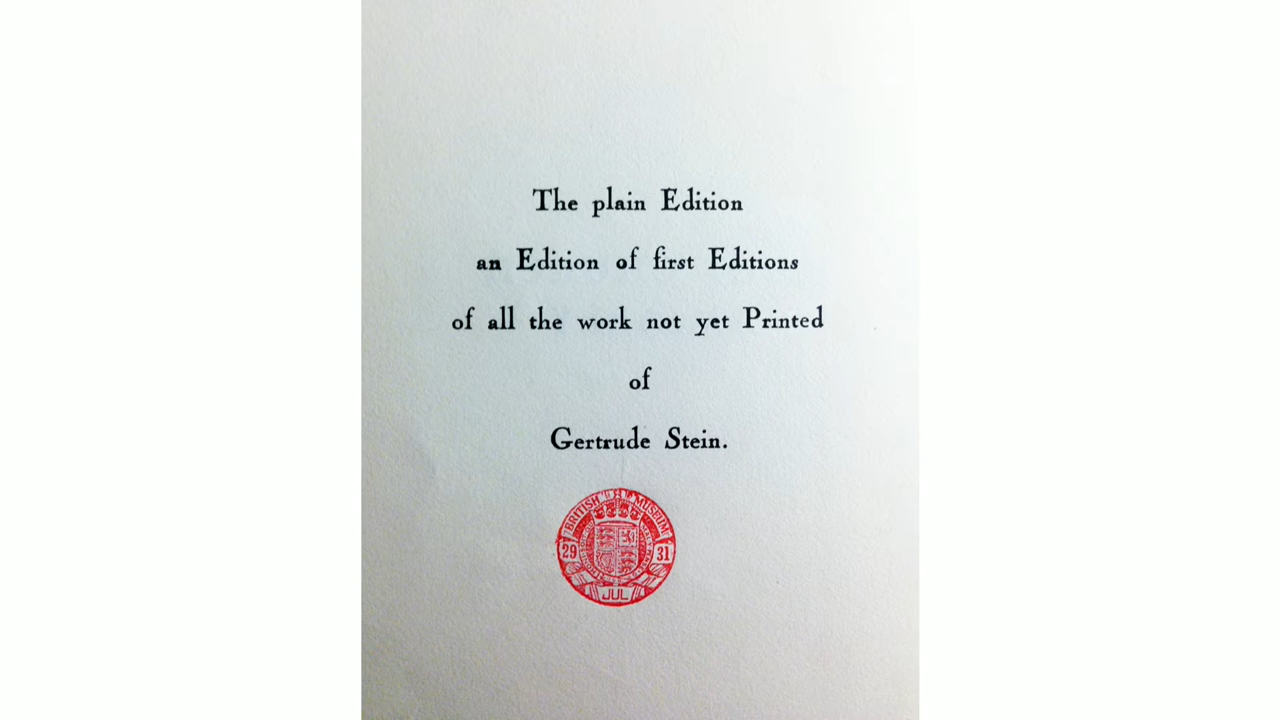 The plain Edition
an Edition of first Editions
of all the work not yet Printed
of
Gertrude Stein.
BRITISH MUSEUM
29 31
JUL